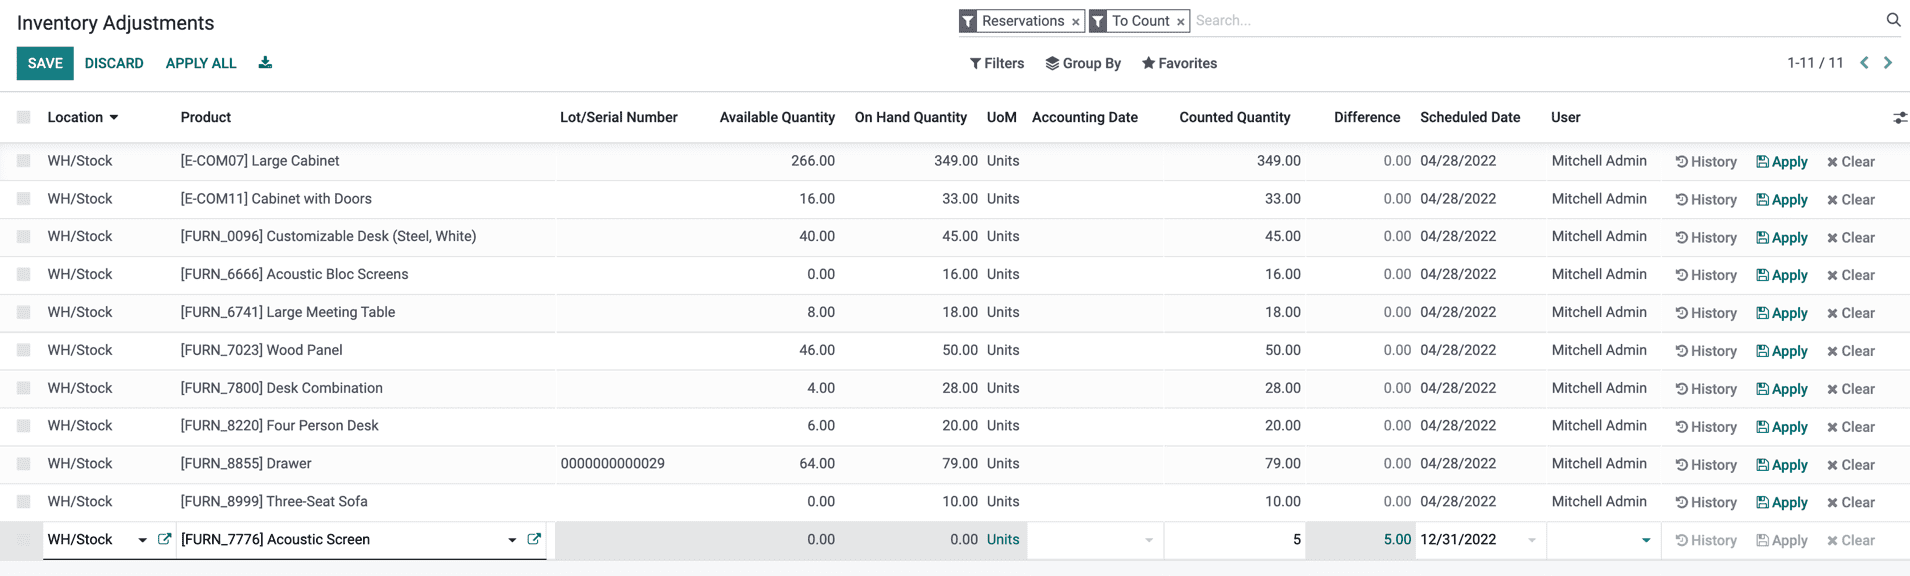 Inventory Adjustments
Reservations × To Count × Search...
SAVE DISCARD APPLY ALL
Filters Group By Favorites 1-11 / 11
Location Product Lot/Serial Number Available Quantity On Hand Quantity UoM Accounting Date Counted Quantity Difference Scheduled Date User
WH/Stock [E-COM07] Large Cabinet 266.00 349.00 Units 349.00 0.00 04/28/2022 Mitchell Admin History Apply Clear
WH/Stock [E-COM11] Cabinet with Doors 16.00 33.00 Units 33.00 0.00 04/28/2022 Mitchell Admin History Apply Clear
WH/Stock [FURN_0096] Customizable Desk (Steel, White) 40.00 45.00 Units 45.00 0.00 04/28/2022 Mitchell Admin History Apply Clear
WH/Stock [FURN_6666] Acoustic Bloc Screens 0.00 16.00 Units 16.00 0.00 04/28/2022 Mitchell Admin History Apply Clear
WH/Stock [FURN_6741] Large Meeting Table 8.00 18.00 Units 18.00 0.00 04/28/2022 Mitchell Admin History Apply Clear
WH/Stock [FURN_7023] Wood Panel 46.00 50.00 Units 50.00 0.00 04/28/2022 Mitchell Admin History Apply Clear
WH/Stock [FURN_7800] Desk Combination 4.00 28.00 Units 28.00 0.00 04/28/2022 Mitchell Admin History Apply Clear
WH/Stock [FURN_8220] Four Person Desk 6.00 20.00 Units 20.00 0.00 04/28/2022 Mitchell Admin History Apply Clear
WH/Stock [FURN_8855] Drawer 0000000000029 64.00 79.00 Units 79.00 0.00 04/28/2022 Mitchell Admin History Apply Clear
WH/Stock [FURN_8999] Three-Seat Sofa 0.00 10.00 Units 10.00 0.00 04/28/2022 Mitchell Admin History Apply Clear
WH/Stock [FURN_7776] Acoustic Screen 0.00 0.00 Units 5 5.00 12/31/2022 History Apply Clear